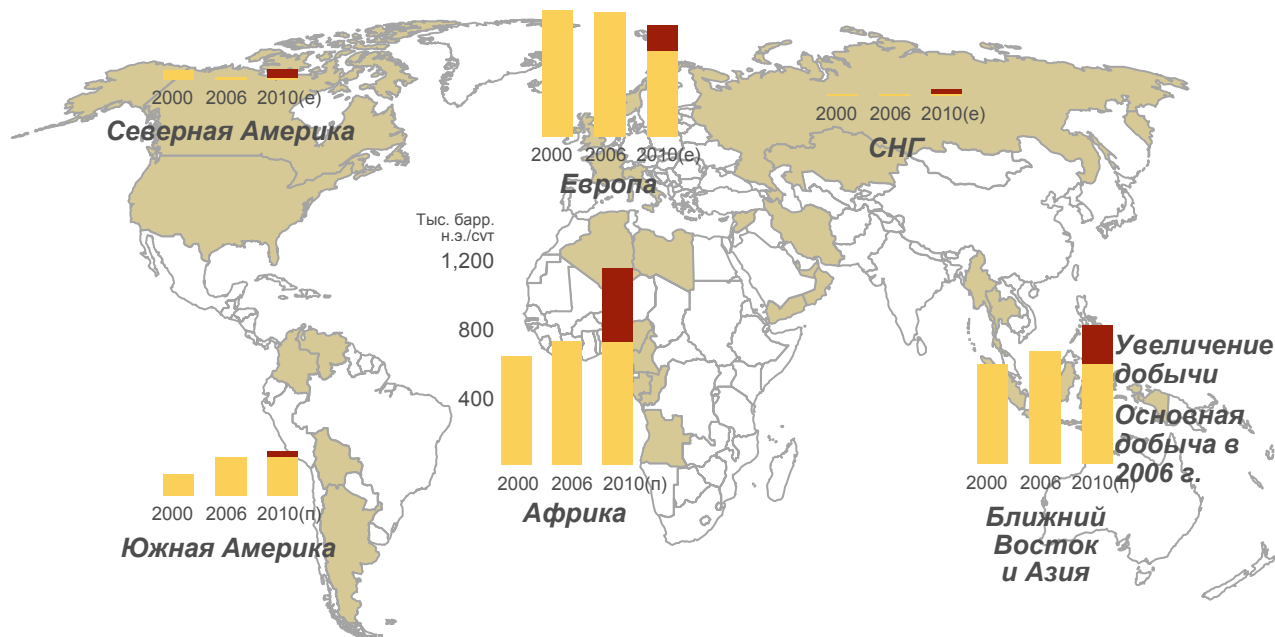 2000 2006 2010(е)
Северная Америка
2000 2006 2010(е)
Европа
2000 2006 2010(е)
СНГ
Тыс. барр.
н.э./сут
1,200
800
400
2000 2006 2010(п)
Африка
2000 2006 2010(п)
Южная Америка
2000 2006 2010(п)
Ближний
Восток
и Азия
Увеличение
добычи
Основная
добыча в
2006 г.